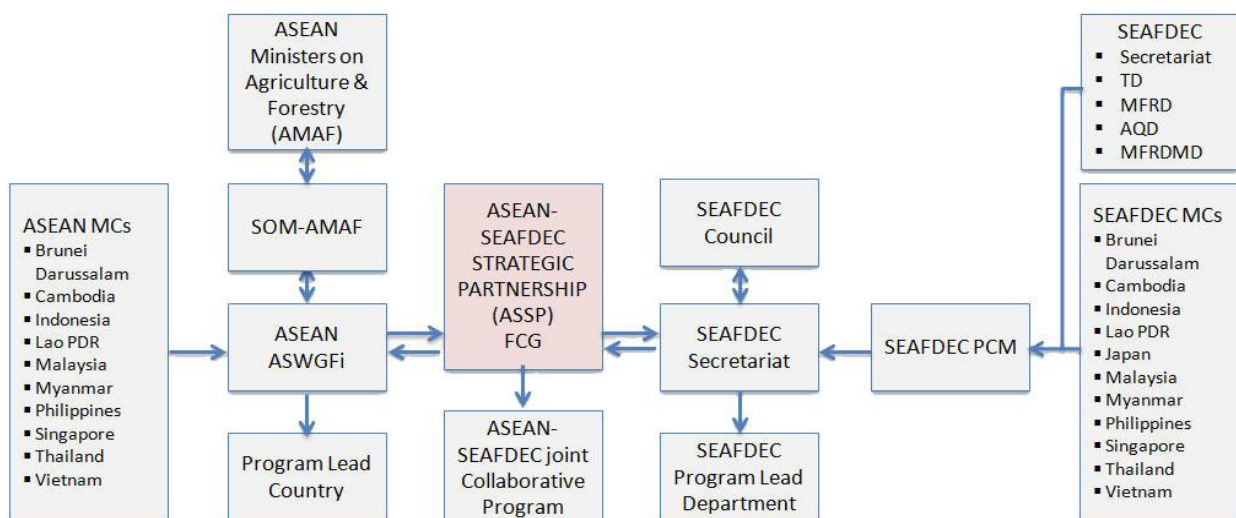 ASEAN MCs
▪ Brunei
Darussalam
▪ Cambodia
▪ Indonesia
▪ Lao PDR
▪ Malaysia
▪ Myanmar
▪ Philippines
▪ Singapore
▪ Thailand
▪ Vietnam
ASEAN
Ministers on
Agriculture &
Forestry
(AMAF)
SOM-AMAF
ASEAN
ASWGFi
Program Lead
Country
ASEAN-
SEAFDEC
STRATEGIC
PARTNERSHIP
(ASSP)
FCG
ASEAN-
SEAFDEC joint
Collaborative
Program
SEAFDEC
Council
SEAFDEC
Secretariat
SEAFDEC
Program Lead
Department
SEAFDEC PCM
SEAFDEC
▪ Secretariat
▪ TD
▪ MFRD
▪ AQD
▪ MFRDMD
SEAFDEC MCs
▪ Brunei
Darussalam
▪ Cambodia
▪ Indonesia
▪ Lao PDR
▪ Japan
▪ Malaysia
▪ Myanmar
▪ Philippines
▪ Singapore
▪ Thailand
▪ Vietnam